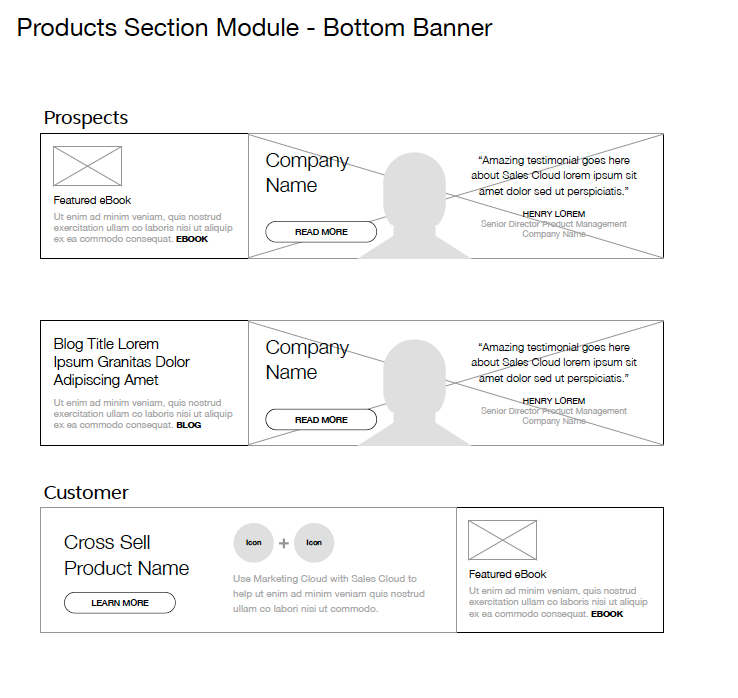 Products Section Module - Bottom Banner
Prospects
Featured eBook
Ut enim ad minim veniam, quis nostrud
exercitation ullam co laboris nisi ut aliquip
ex ea commodo consequat. EBOOK
Company
Name
READ MORE
“Amazing testimonial goes here
about Sales Cloud lorem ipsum sit
amet dolor sed ut perspiciatis.”
HENRY LOREM
Senior Director Product Management
Company Name
Blog Title Lorem
Ipsum Granitas Dolor
Adipiscing Amet
Ut enim ad minim veniam, quis nostrud
exercitation ullam co laboris nisi ut aliquip
ex ea commodo consequat. BLOG
Company
Name
READ MORE
“Amazing testimonial goes here
about Sales Cloud lorem ipsum sit
amet dolor sed ut perspiciatis.”
HENRY LOREM
Senior Director Product Management
Company Name
Customer
Cross Sell
Product Name
LEARN MORE
Icon + Icon
Use Marketing Cloud with Sales Cloud to
help ut enim ad minim veniam quis nostrud
ullam co labori nisi ut commodo.
Featured eBook
Ut enim ad minim veniam, quis nostrud
exercitation ullam co laboris nisi ut aliquip
ex ea commodo consequat. EBOOK